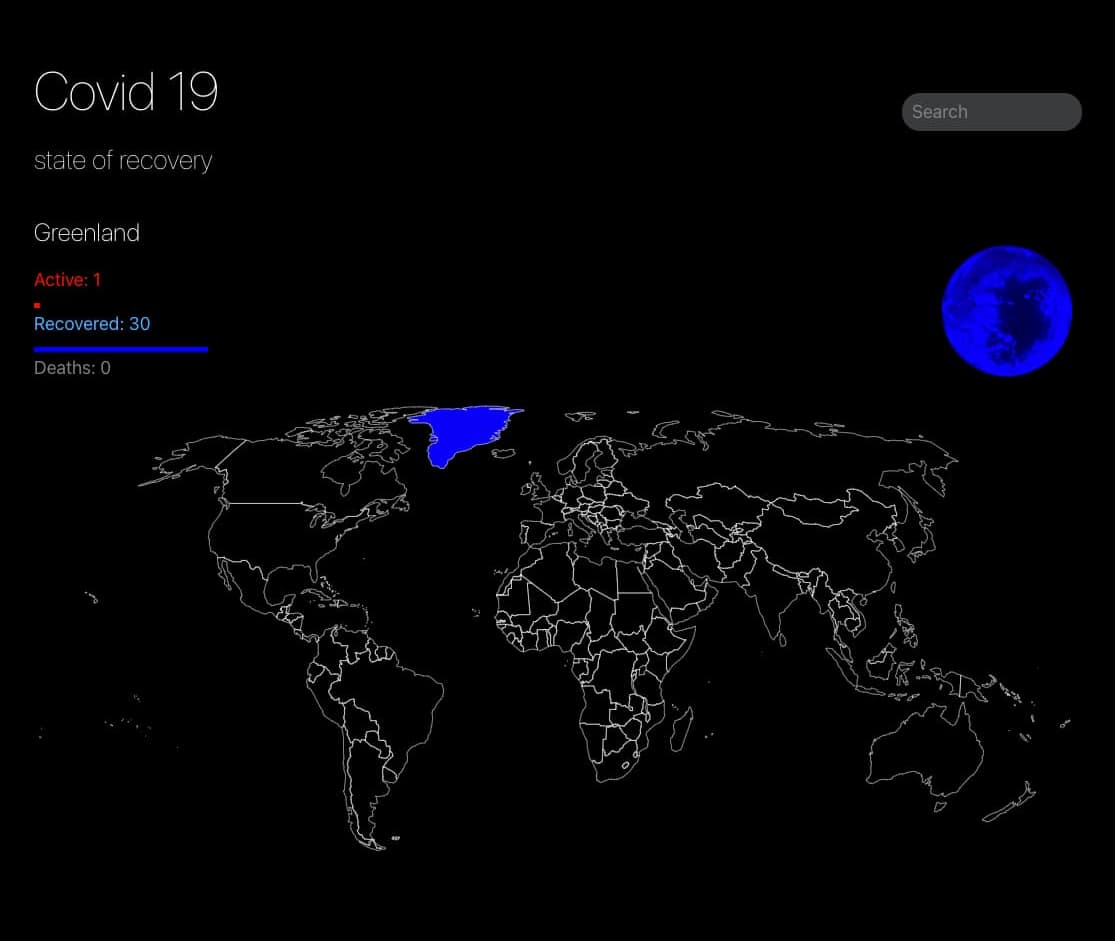 Covid 19
Search
state of recovery
Greenland
Active: 1
Recovered: 30
Deaths: 0